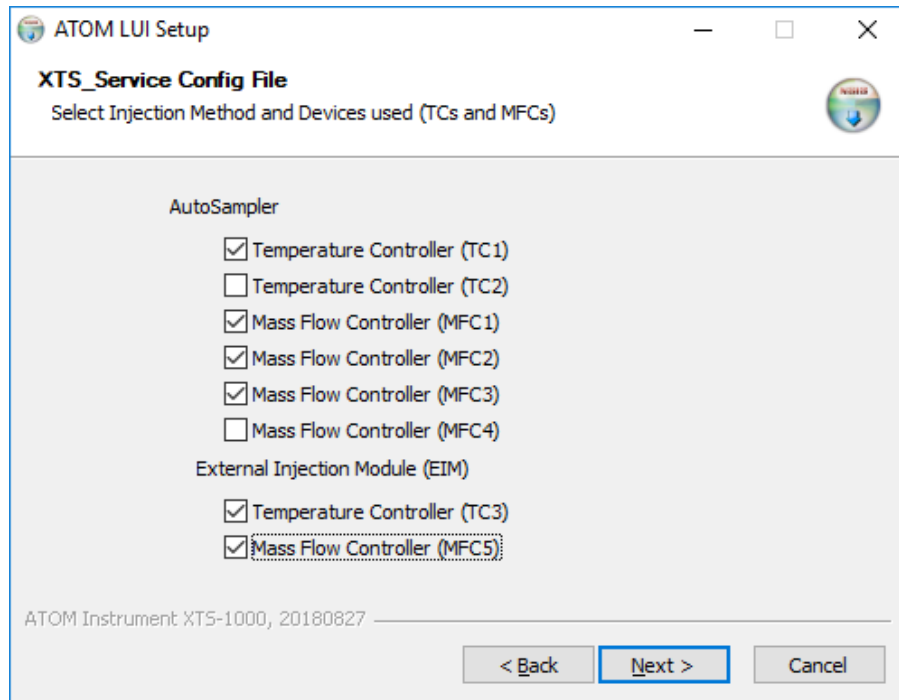 ATOM LUI Setup
XTS_Service Config File
Select Injection Method and Devices used (TCs and MFCs)
NSIS
AutoSampler
Temperature Controller (TC1)
Temperature Controller (TC2)
Mass Flow Controller (MFC1)
Mass Flow Controller (MFC2)
Mass Flow Controller (MFC3)
Mass Flow Controller (MFC4)
External Injection Module (EIM)
Temperature Controller (TC3)
Mass Flow Controller (MFC5)
ATOM Instrument XTS-1000, 20180827
< Back
Next >
Cancel